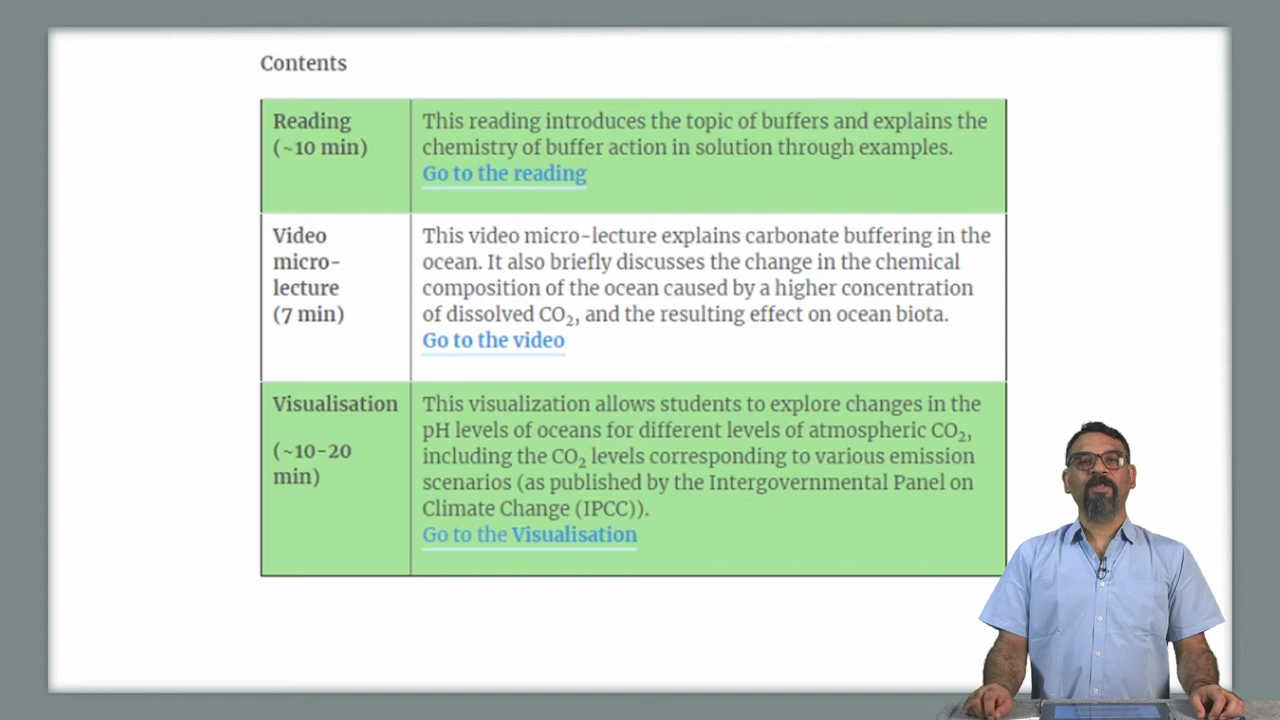 Contents
Reading
(~10 min)
This reading introduces the topic of buffers and explains the
chemistry of buffer action in solution through examples.
Go to the reading
Video
micro-
lecture
(7 min)
This video micro-lecture explains carbonate buffering in the
ocean. It also briefly discusses the change in the chemical
composition of the ocean caused by a higher concentration
of dissolved CO₂, and the resulting effect on ocean biota.
Go to the video
Visualisation
(~10-20
min)
This visualization allows students to explore changes in the
pH levels of oceans for different levels of atmospheric CO₂,
including the CO₂ levels corresponding to various emission
scenarios (as published by the Intergovernmental Panel on
Climate Change (IPCC)).
Go to the Visualisation